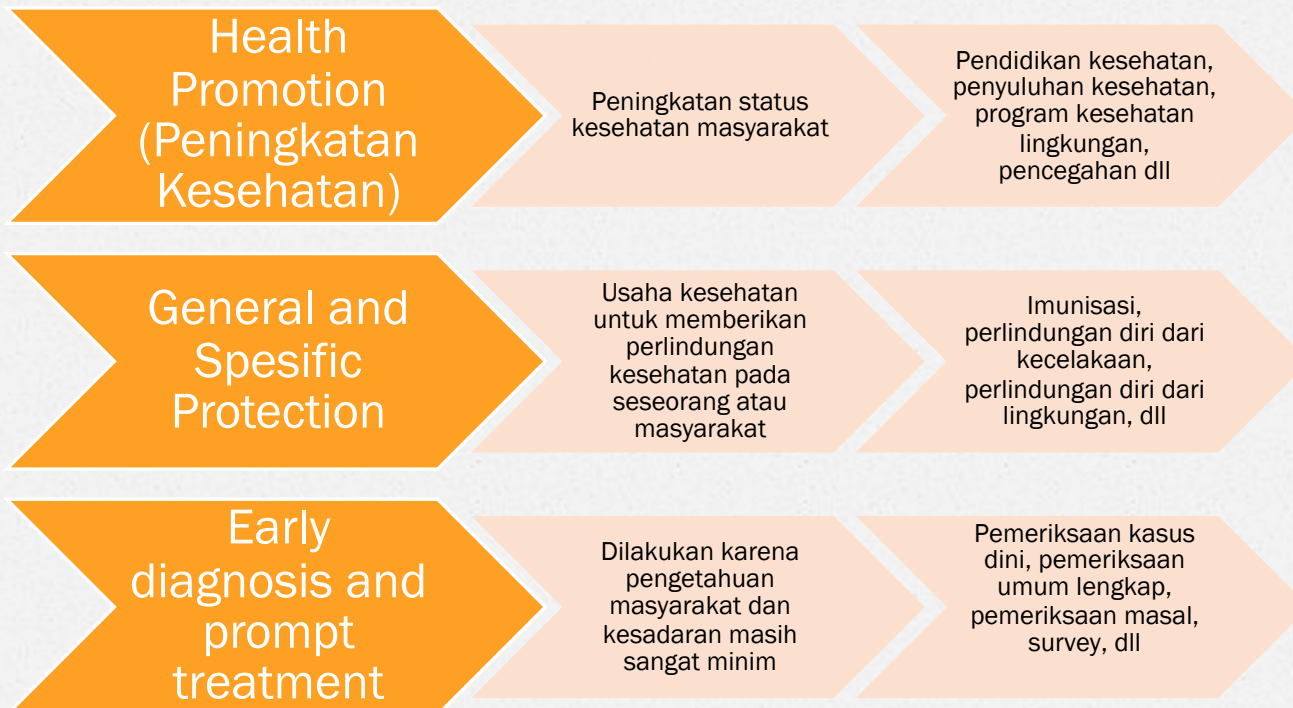 Health
Promotion
(Peningkatan
Kesehatan)
Peningkatan status
kesehatan masyarakat
Pendidikan kesehatan,
penyuluhan kesehatan,
program kesehatan
lingkungan,
pencegahan dll
General and
Spesific
Protection
Usaha kesehatan
untuk memberikan
perlindungan
kesehatan pada
seseorang atau
masyarakat
Imunisasi,
perlindungan diri dari
kecelakaan,
perlindungan diri dari
lingkungan, dll
Early
diagnosis and
prompt
treatment
Dilakukan karena
pengetahuan
masyarakat dan
kesadaran masih
sangat minim
Pemeriksaan kasus
dini, pemeriksaan
umum lengkap,
pemeriksaan masal,
survey, dll